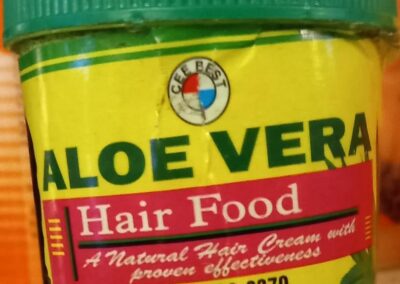 CEE BEST
ALOE VERA
Hair Food
A Natural Hair Cream with
proven effectiveness